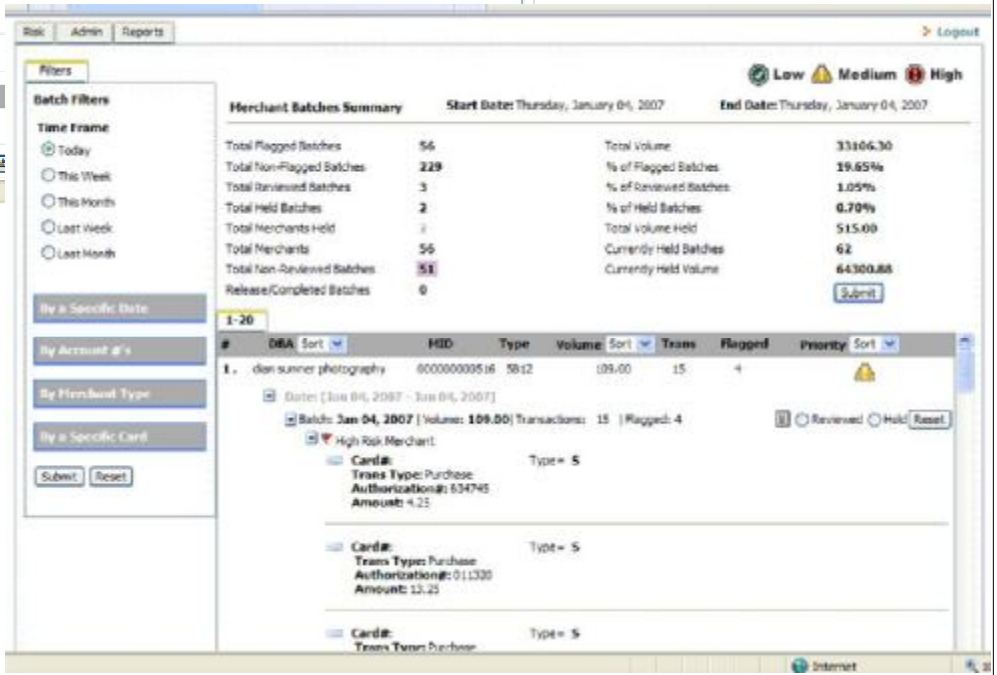 Risk Admin Reports > Logout
Filters
Low Medium High
Batch Filters
Merchant Batches Summary Start Date: Thursday, January 04, 2007 End Date: Thursday, January 04, 2007
Time Frame
Today
This Week
This Month
Last Week
Last Month
Total Flagged Batches 56 Total Volume 33106.30
Total Non-Flagged Batches 229 % of Flagged Batches 19.65%
Total Reviewed Batches 3 % of Reviewed Batches 1.05%
Total Held Batches 2 % of Held Batches 0.70%
Total Merchants Held Total Volume Held 515.00
Total Merchants 56 Currently Held Batches 62
Total Non-Reviewed Batches 51 Currently Held Volume 64300.88
Release/Completed Batches 0 Submit
By a Specific Date
By Account #'s
By Merchant Type
By a Specific Card
Submit Reset
1-20
# DBA Sort MID Type Volume Sort Trans Flagged Priority Sort
1. dian sumner photography 000000000516 5812 109.00 15 4
Date: [Jan 04, 2007 - Jan 04, 2007]
Batch: Jan 04, 2007 | Volume: 109.00| Transactions: 15 | Flagged: 4 Reviewed Hold Reset
High Risk Merchant
Card#: Type= S
Trans Type: Purchase
Authorization#: 634745
Amount: 4.25
Card#: Type= S
Trans Type: Purchase
Authorization#: 011320
Amount: 13.25
Card#: Type= S
Trans Type: Purchase
Internet